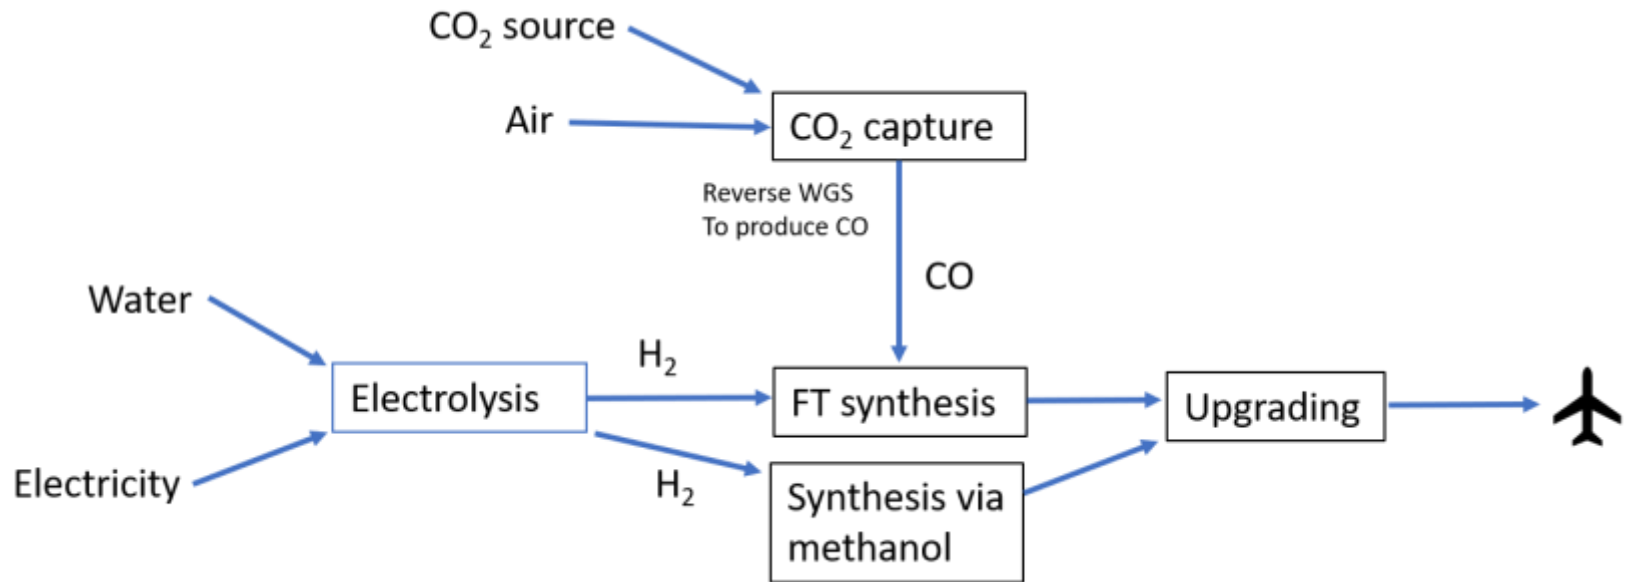 CO₂ source
Air
CO₂ capture
Reverse WGS
To produce CO
CO
Water
Electricity
Electrolysis
H₂
H₂
FT synthesis
Synthesis via
methanol
Upgrading